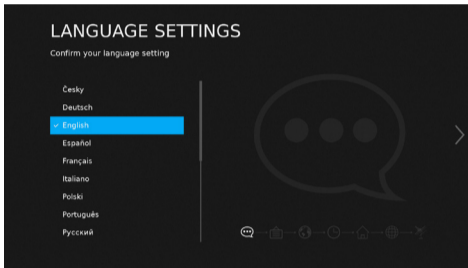 LANGUAGE SETTINGS
Confirm your language setting
Česky
Deutsch
English
Español
Français
Italiano
Polski
Português
Русский